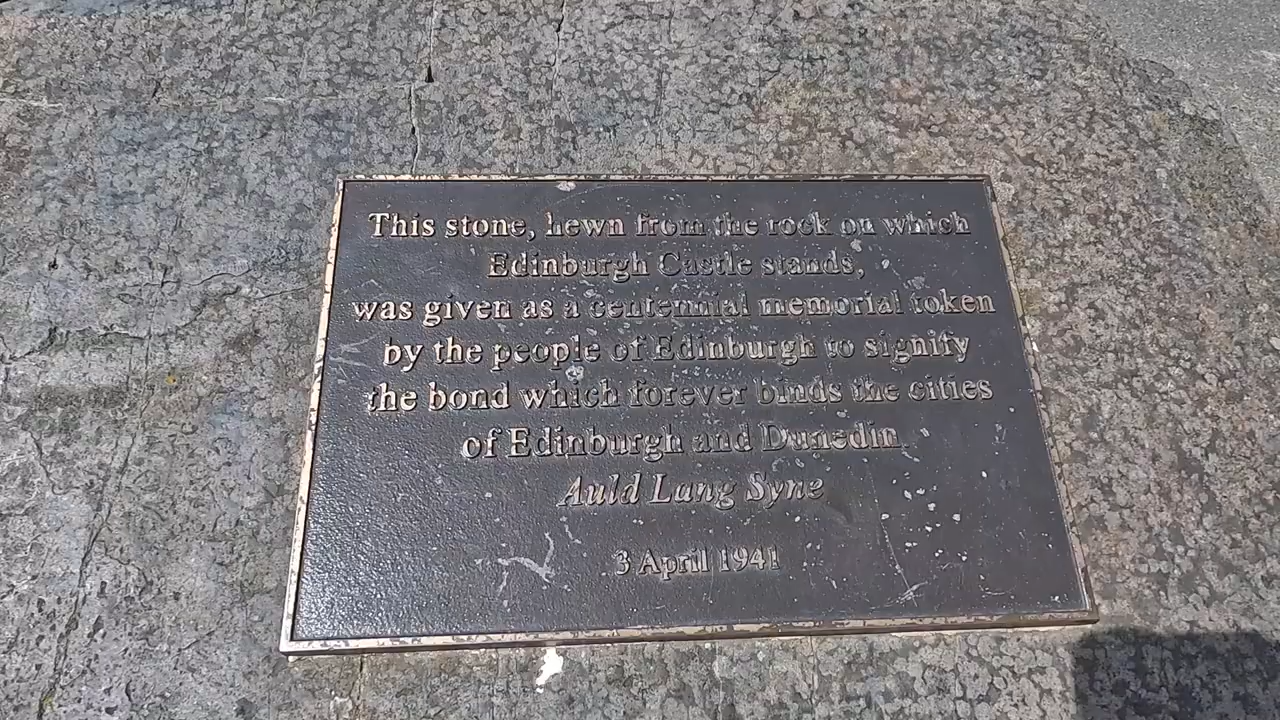 This stone, hewn from the rock on which
Edinburgh Castle stands,
was given as a centennial memorial token
by the people of Edinburgh to signify
the bond which forever binds the cities
of Edinburgh and Dunedin.
Auld Lang Syne
3 April 1941